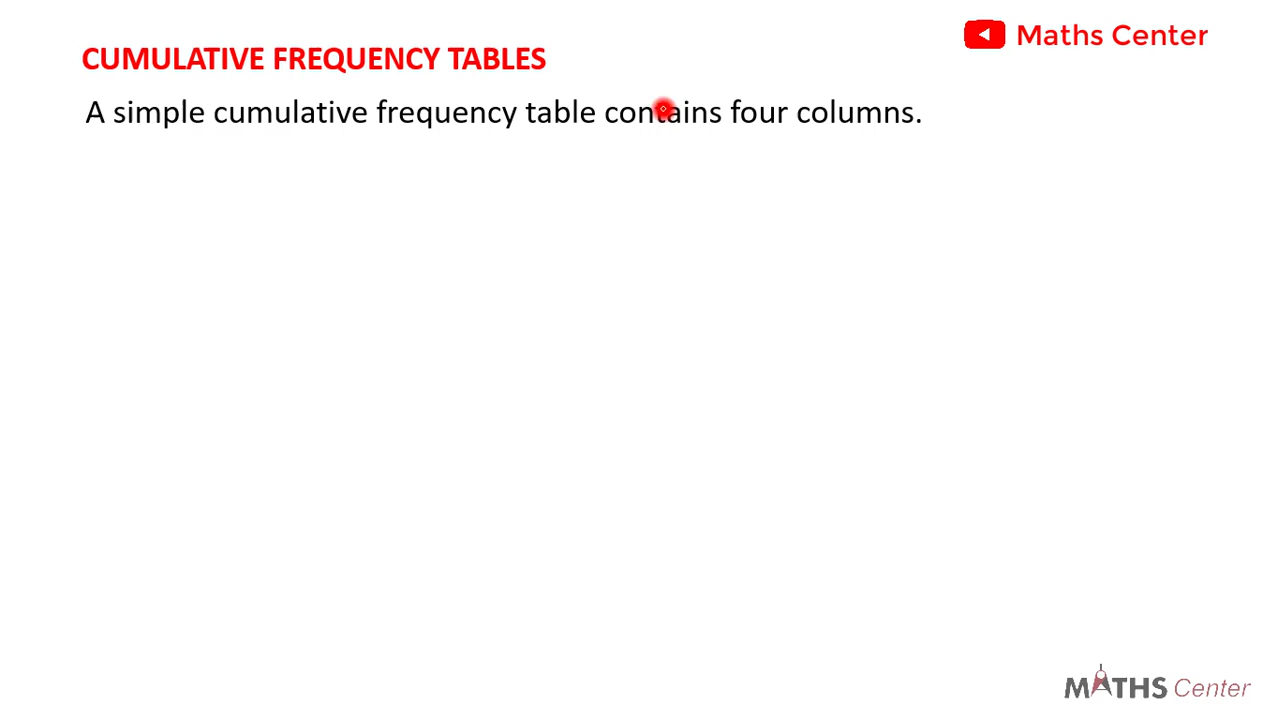 Maths Center
CUMULATIVE FREQUENCY TABLES
A simple cumulative frequency table contains four columns.
MATHS Center